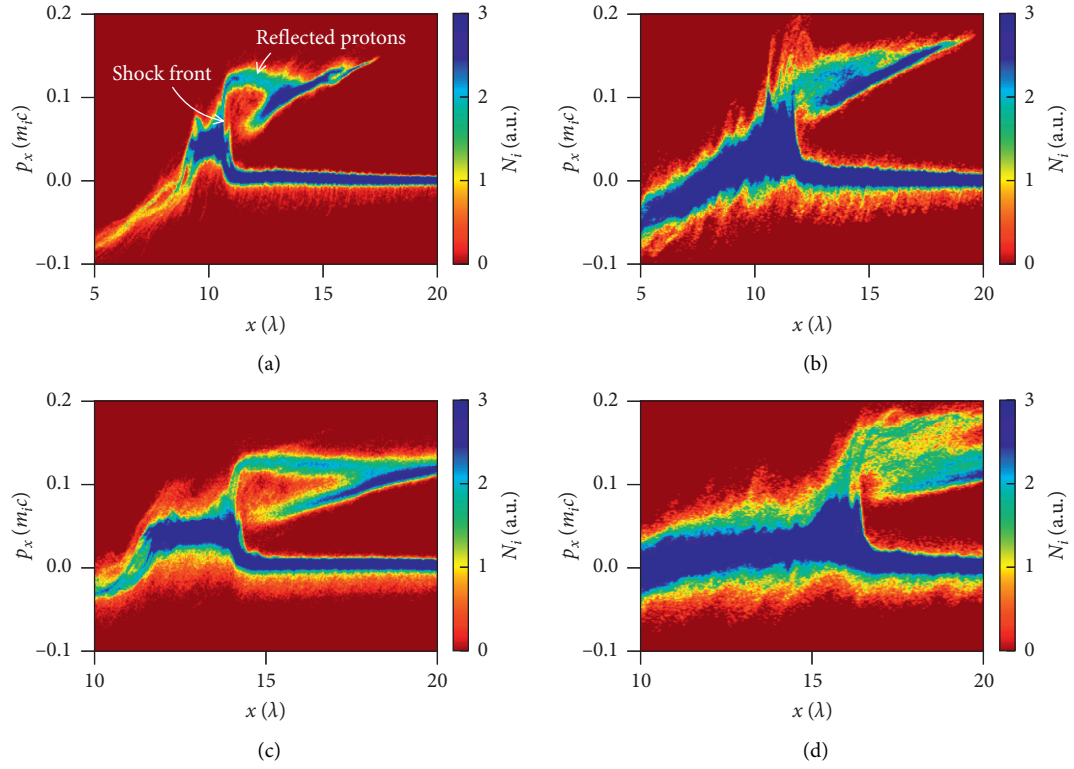 0.2
0.1
0.0
−0.1
p_x (m_i c)
Shock front
Reflected protons
5
10
15
20
x (λ)
3
2
1
0
N_i (a.u.)
(a)
0.2
0.1
0.0
−0.1
p_x (m_i c)
5
10
15
20
x (λ)
3
2
1
0
N_i (a.u.)
(b)
0.2
0.1
0.0
−0.1
p_x (m_i c)
10
15
20
x (λ)
3
2
1
0
N_i (a.u.)
(c)
0.2
0.1
0.0
−0.1
p_x (m_i c)
10
15
20
x (λ)
3
2
1
0
N_i (a.u.)
(d)